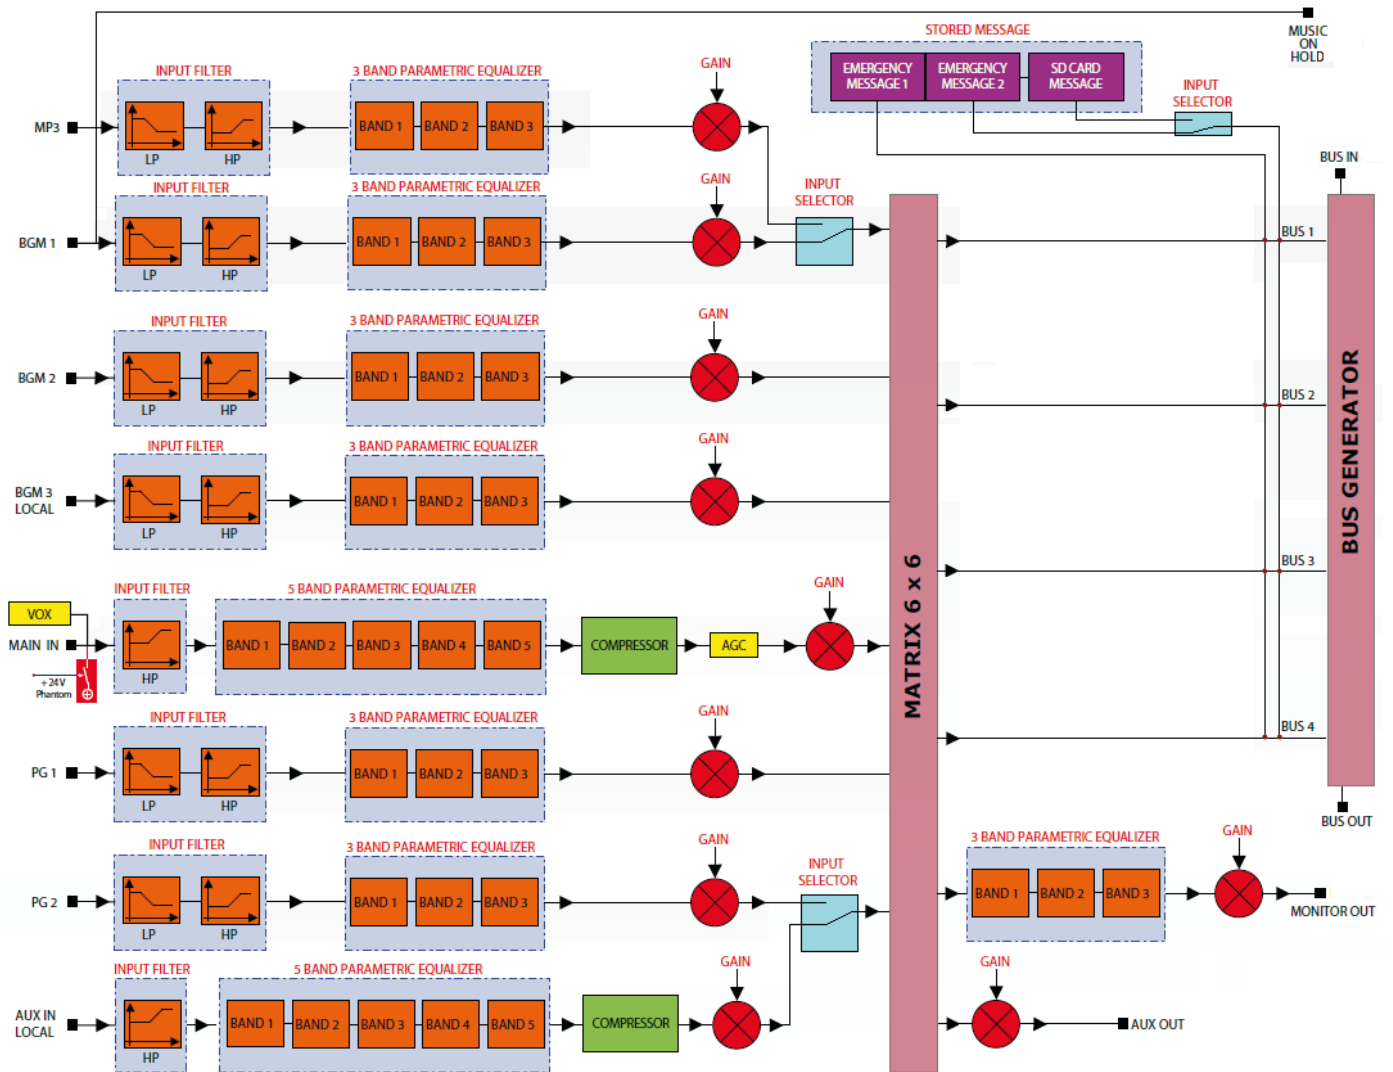 MUSIC
ON
HOLD
STORED MESSAGE
EMERGENCY
MESSAGE 1
EMERGENCY
MESSAGE 2
SD CARD
MESSAGE
INPUT
SELECTOR
INPUT FILTER
3 BAND PARAMETRIC EQUALIZER
GAIN
MP3
LP
HP
BAND 1
BAND 2
BAND 3
BUS IN
INPUT FILTER
3 BAND PARAMETRIC EQUALIZER
GAIN
INPUT
SELECTOR
BGM 1
LP
HP
BAND 1
BAND 2
BAND 3
BUS 1
INPUT FILTER
3 BAND PARAMETRIC EQUALIZER
GAIN
BGM 2
LP
HP
BAND 1
BAND 2
BAND 3
BUS 2
INPUT FILTER
3 BAND PARAMETRIC EQUALIZER
GAIN
BGM 3
LOCAL
LP
HP
BAND 1
BAND 2
BAND 3
MATRIX 6 x 6
BUS GENERATOR
BUS 3
INPUT FILTER
5 BAND PARAMETRIC EQUALIZER
GAIN
VOX
MAIN IN
+24V
Phantom
HP
BAND 1
BAND 2
BAND 3
BAND 4
BAND 5
COMPRESSOR
AGC
INPUT FILTER
3 BAND PARAMETRIC EQUALIZER
GAIN
BUS 4
PG 1
LP
HP
BAND 1
BAND 2
BAND 3
BUS OUT
INPUT FILTER
3 BAND PARAMETRIC EQUALIZER
GAIN
INPUT
SELECTOR
PG 2
LP
HP
BAND 1
BAND 2
BAND 3
3 BAND PARAMETRIC EQUALIZER
GAIN
BAND 1
BAND 2
BAND 3
MONITOR OUT
INPUT FILTER
5 BAND PARAMETRIC EQUALIZER
GAIN
GAIN
AUX IN
LOCAL
HP
BAND 1
BAND 2
BAND 3
BAND 4
BAND 5
COMPRESSOR
AUX OUT